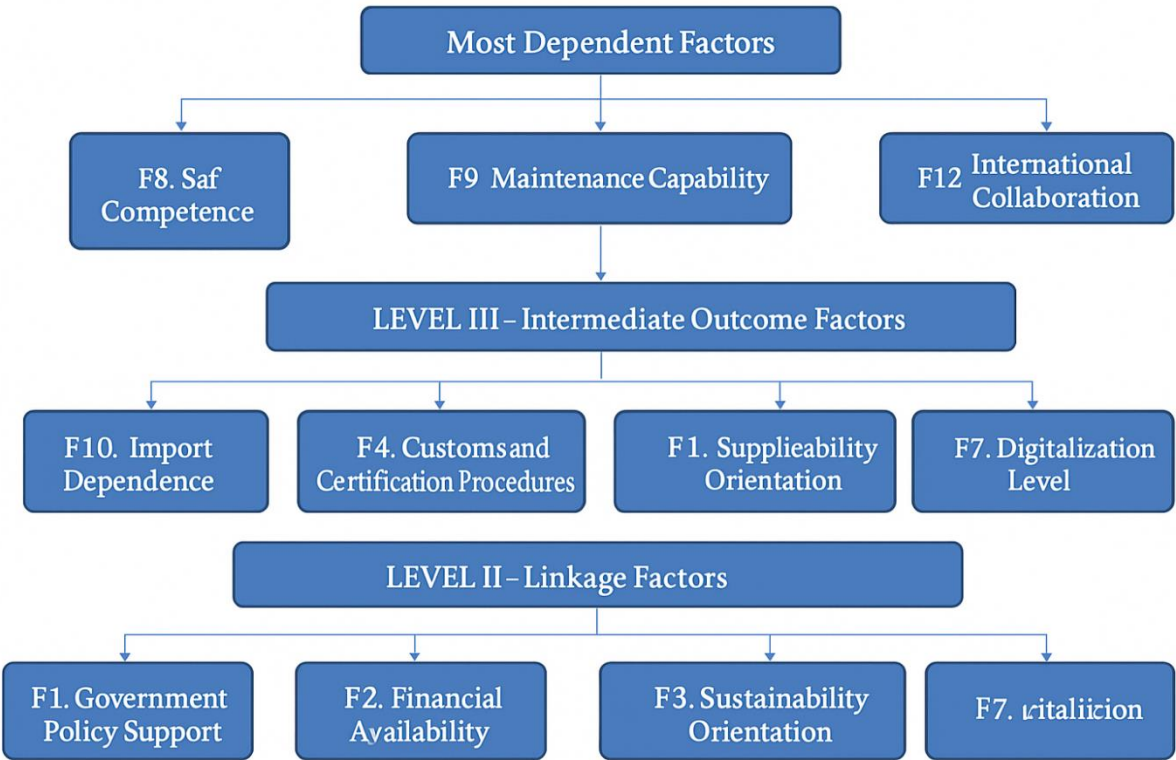 Most Dependent Factors
F8. Saf
Competence
F9 Maintenance Capability
F12 International
Collaboration
LEVEL III – Intermediate Outcome Factors
F10. Import
Dependence
F4. Customs and
Certification Procedures
F1. Supplieability
Orientation
F7. Digitalization
Level
LEVEL II – Linkage Factors
F1. Government
Policy Support
F2. Financial
Availability
F3. Sustainability
Orientation
F7.